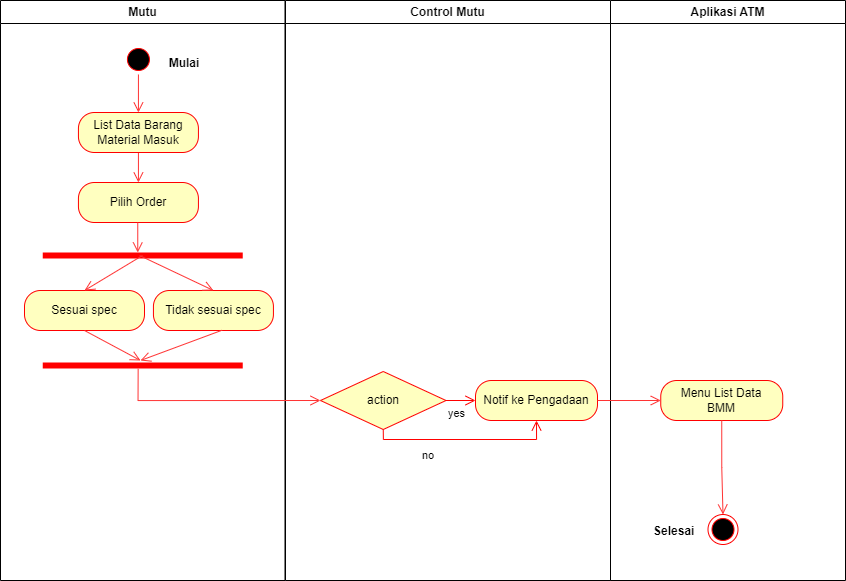 Mutu
Control Mutu
Aplikasi ATM
Mulai
List Data Barang
Material Masuk
Pilih Order
Sesuai spec
Tidak sesuai spec
action
yes
no
Notif ke Pengadaan
Menu List Data
BMM
Selesai